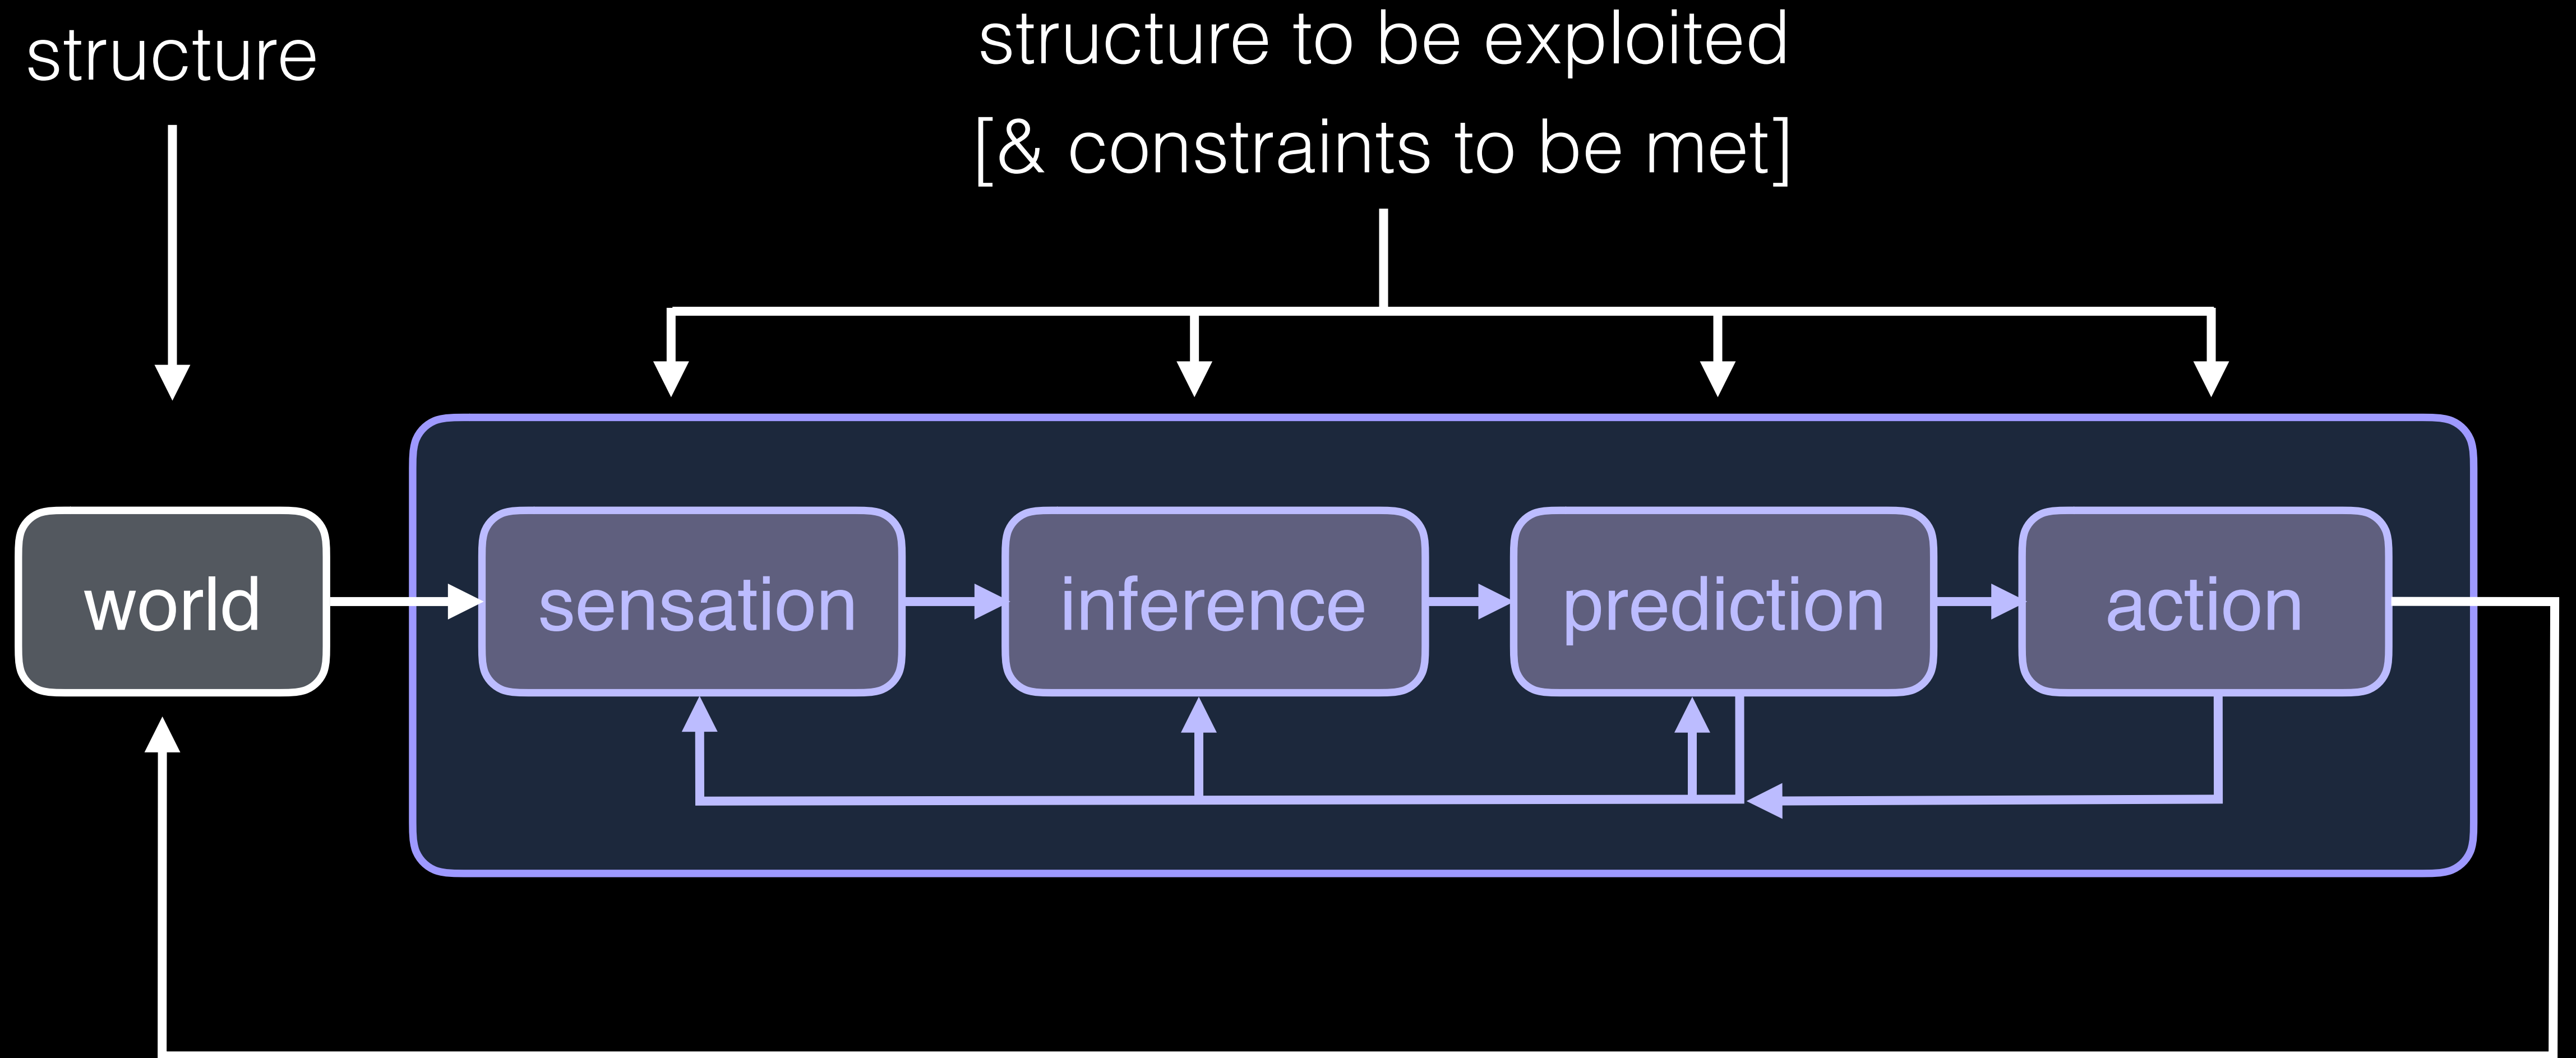 structure
structure to be exploited
[& constraints to be met]
world
sensation
inference
prediction
action